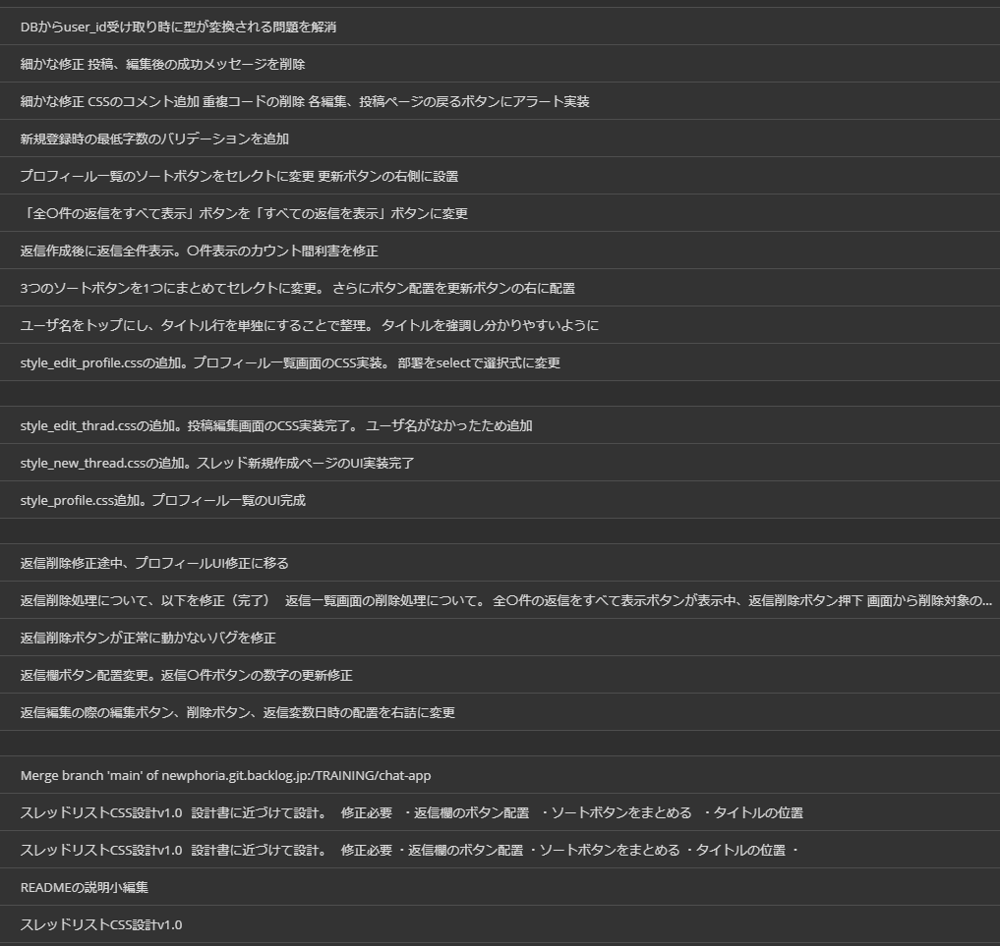 DBからuser_id受け取り時に型が変換される問題を解消
細かな修正 投稿、編集後の成功メッセージを削除
細かな修正 CSSのコメント追加 重複コードの削除 各編集、投稿ページの戻るボタンにアラート実装
新規登録時の最低字数のバリデーションを追加
プロフィール一覧のソートボタンをセレクトに変更 更新ボタンの右側に設置
「全〇件の返信をすべて表示」ボタンを「すべての返信を表示」ボタンに変更
返信作成後に返信全件表示。〇件表示のカウント間利害を修正
3つのソートボタンを1つにまとめてセレクトに変更。 さらにボタン配置を更新ボタンの右に配置
ユーザ名をトップにし、タイトル行を単独にすることで整理。 タイトルを強調し分かりやすいように
style_edit_profile.cssの追加。プロフィール一覧画面のCSS実装。 部署をselectで選択式に変更
style_edit_thrad.cssの追加。投稿編集画面のCSS実装完了。 ユーザ名がなかったため追加
style_new_thread.cssの追加。スレッド新規作成ページのUI実装完了
style_profile.css追加。プロフィール一覧のUI完成
返信削除修正途中、プロフィールUI修正に移る
返信削除処理について、以下を修正（完了） 返信一覧画面の削除処理について。 全〇件の返信をすべて表示ボタンが表示中、返信削除ボタン押下 画面から削除対象の...
返信削除ボタンが正常に動かないバグを修正
返信欄ボタン配置変更。返信〇件ボタンの数字の更新修正
返信編集の際の編集ボタン、削除ボタン、返信変数日時の配置を右詰に変更
Merge branch 'main' of newphoria.git.backlog.jp:/TRAINING/chat-app
スレッドリストCSS設計v1.0 設計書に近づけて設計。 修正必要 ・返信欄のボタン配置 ・ソートボタンをまとめる ・タイトルの位置
スレッドリストCSS設計v1.0 設計書に近づけて設計。 修正必要 ・返信欄のボタン配置 ・ソートボタンをまとめる ・タイトルの位置 ・
READMEの説明小編集
スレッドリストCSS設計v1.0